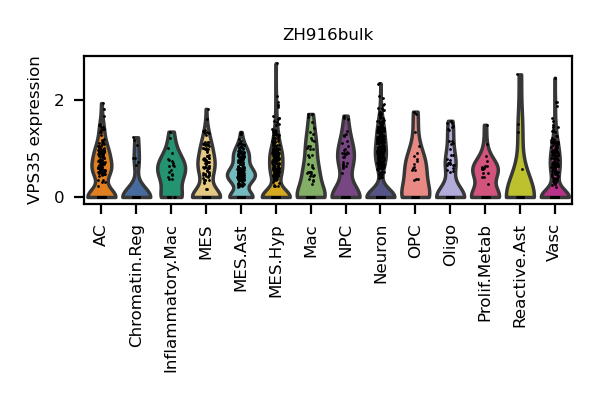 ZH916bulk
VPS35 expression
2
0
AC
Chromatin.Reg
Inflammatory.Mac
MES
MES.Ast
MES.Hyp
Mac
NPC
Neuron
OPC
Oligo
Prolif.Metab
Reactive.Ast
Vasc